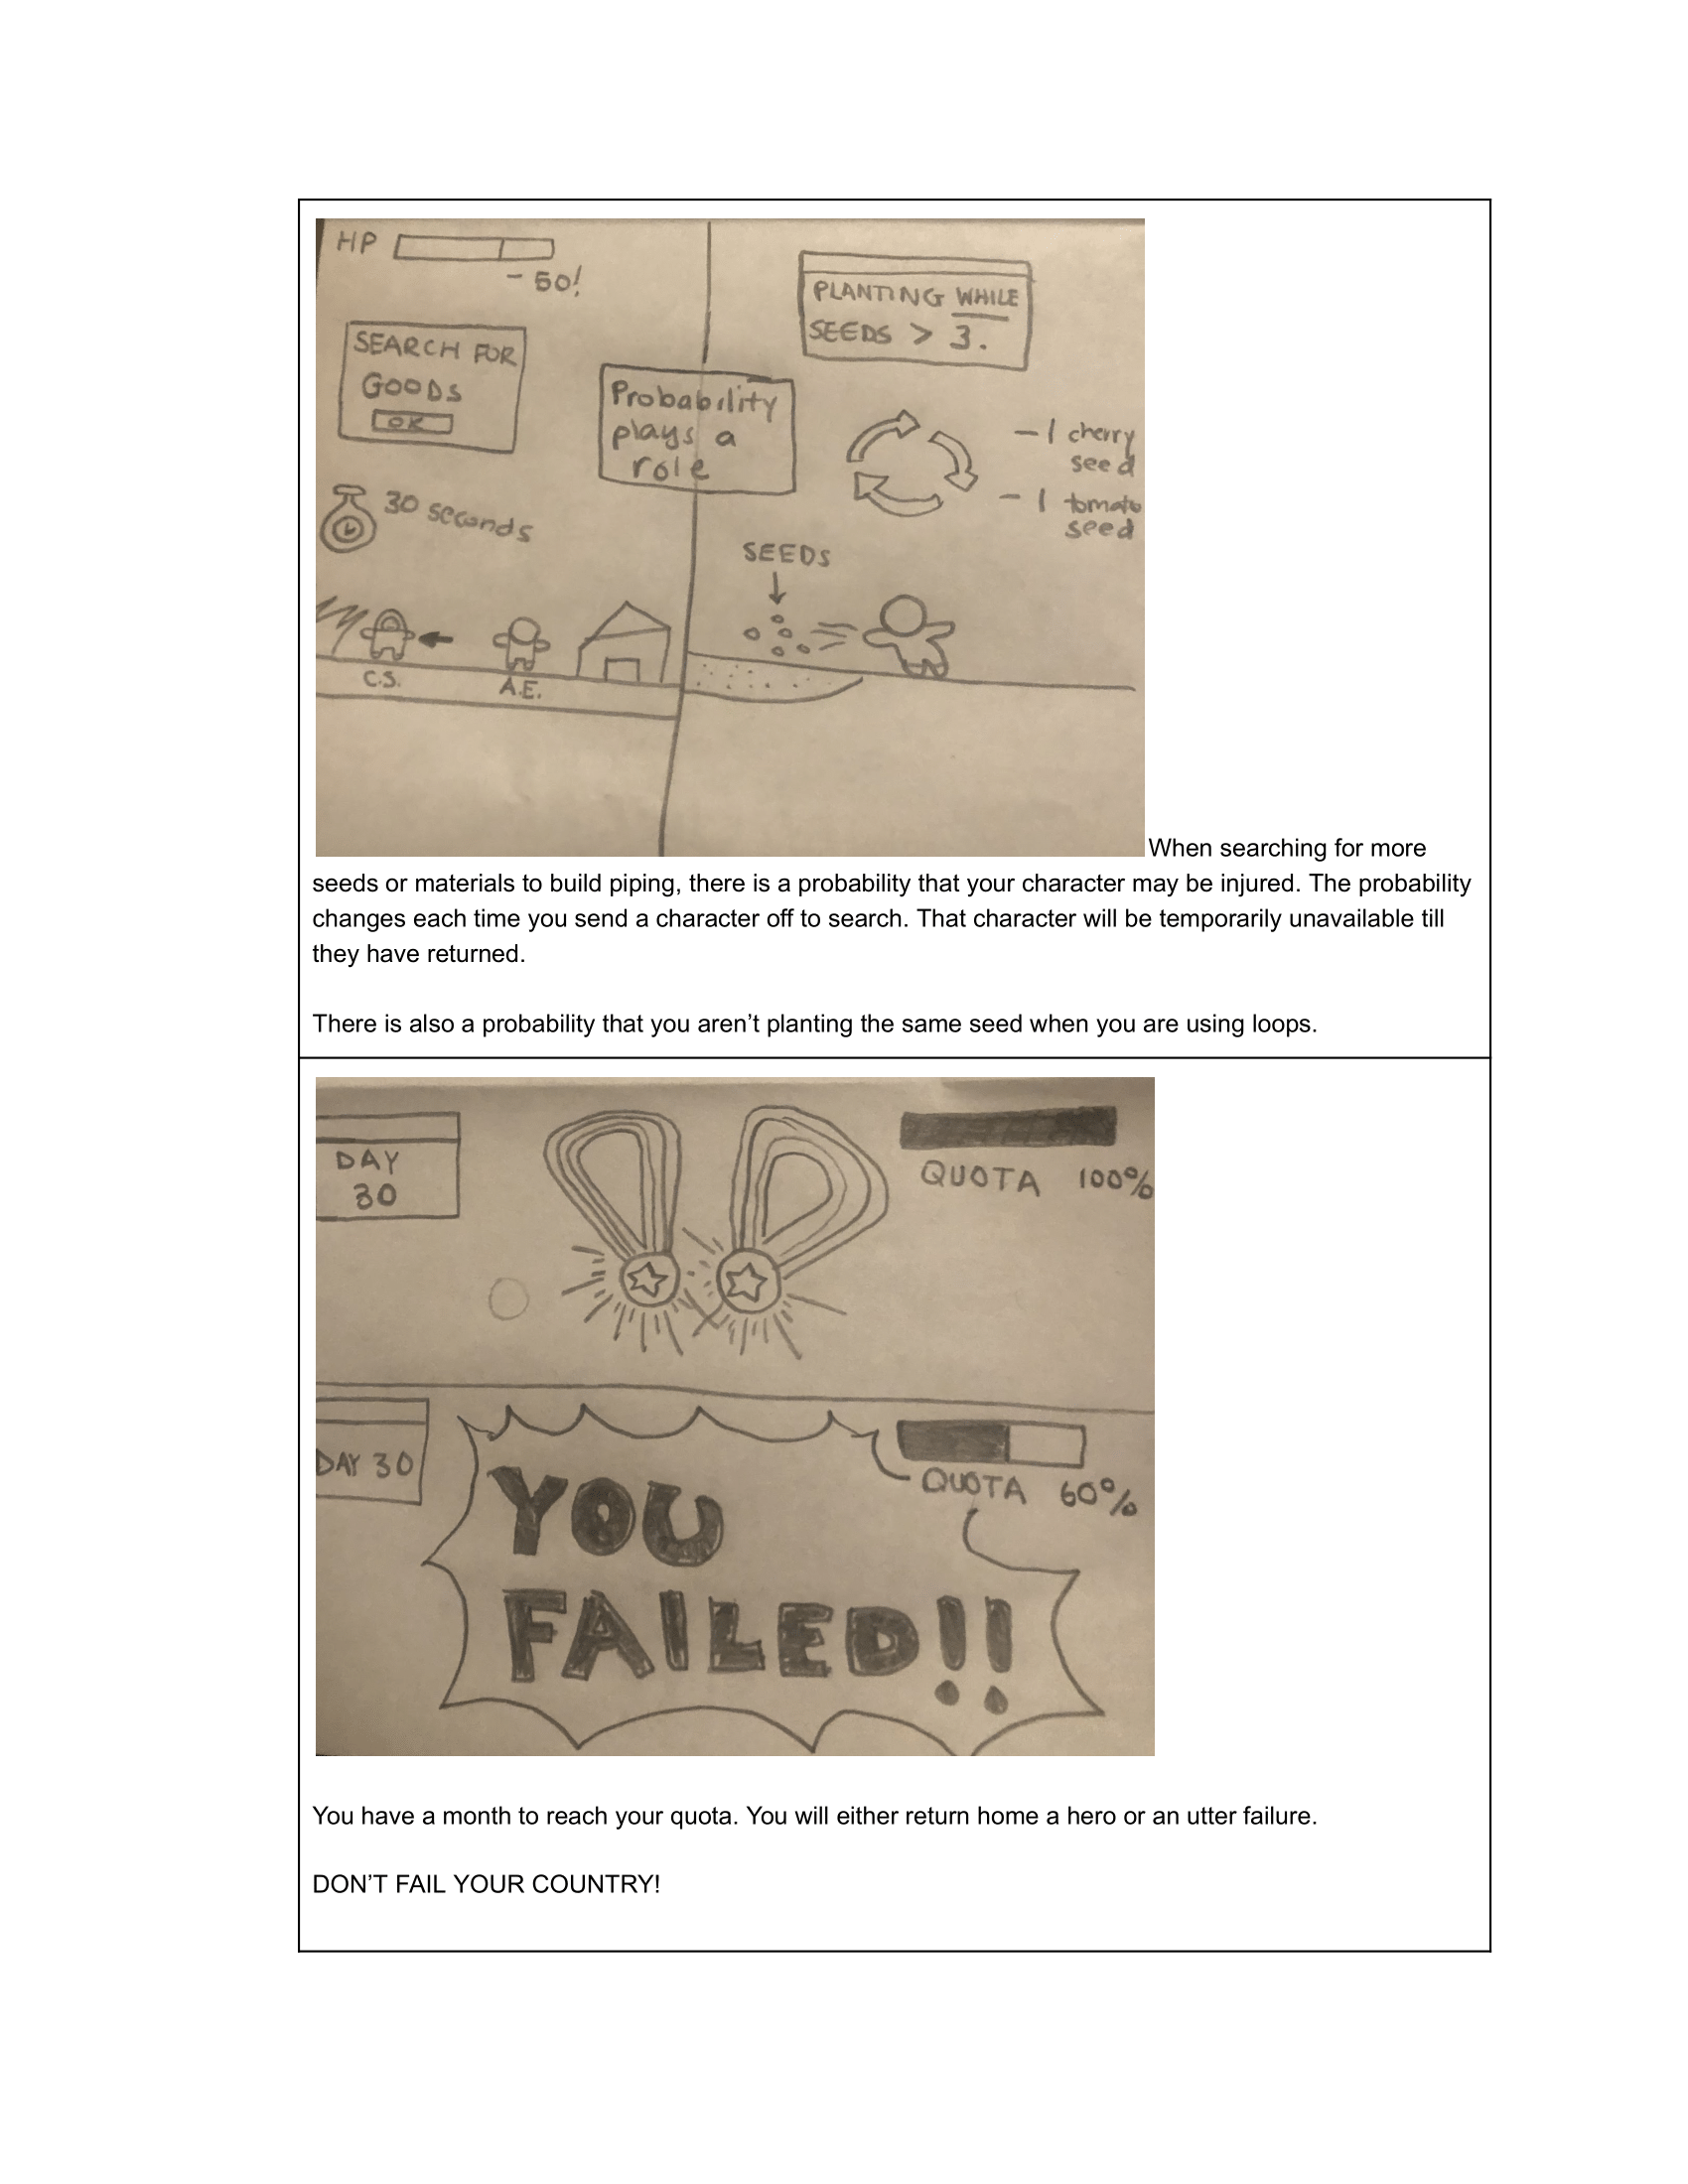 HP
- 50!
SEARCH FOR
GOODS
OK
30 seconds
C.S.
A.E.
Probability
plays a
role
PLANTING WHILE
SEEDS > 3.
- 1 cherry
seed
- 1 tomato
seed
SEEDS
When searching for more
seeds or materials to build piping, there is a probability that your character may be injured. The probability
changes each time you send a character off to search. That character will be temporarily unavailable till
they have returned.
There is also a probability that you aren’t planting the same seed when you are using loops.
DAY
30
QUOTA 100%
DAY 30
QUOTA 60%
YOU
FAILED!!
You have a month to reach your quota. You will either return home a hero or an utter failure.
DON’T FAIL YOUR COUNTRY!